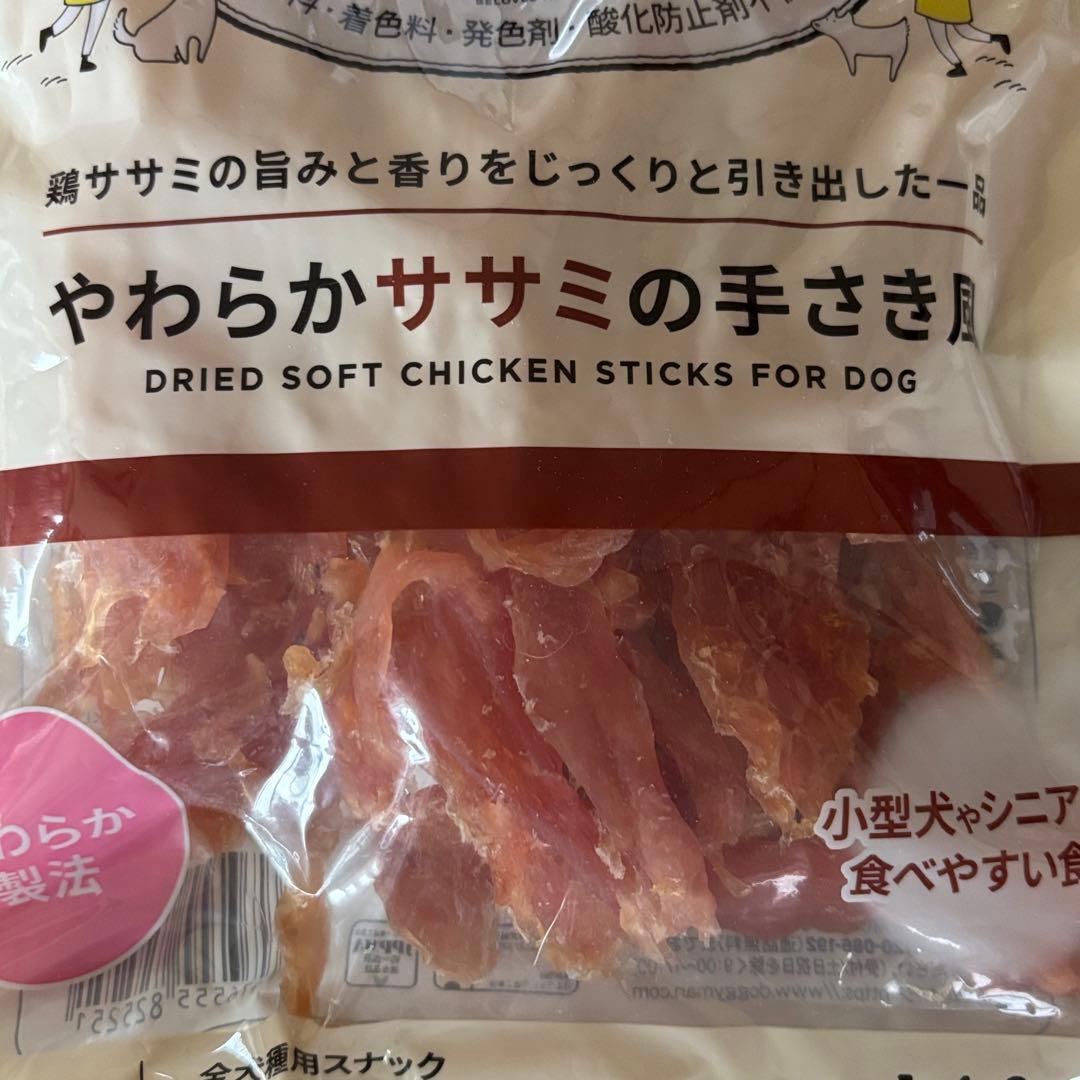 ・着色料・発色剤・酸化防止剤不
鶏ササミの旨みと香りをじっくりと引き出した一品
やわらかササミの手さき風
DRIED SOFT CHICKEN STICKS FOR DOG
わらか
製法
小型犬やシニア
食べやすい食
全犬種用スナック